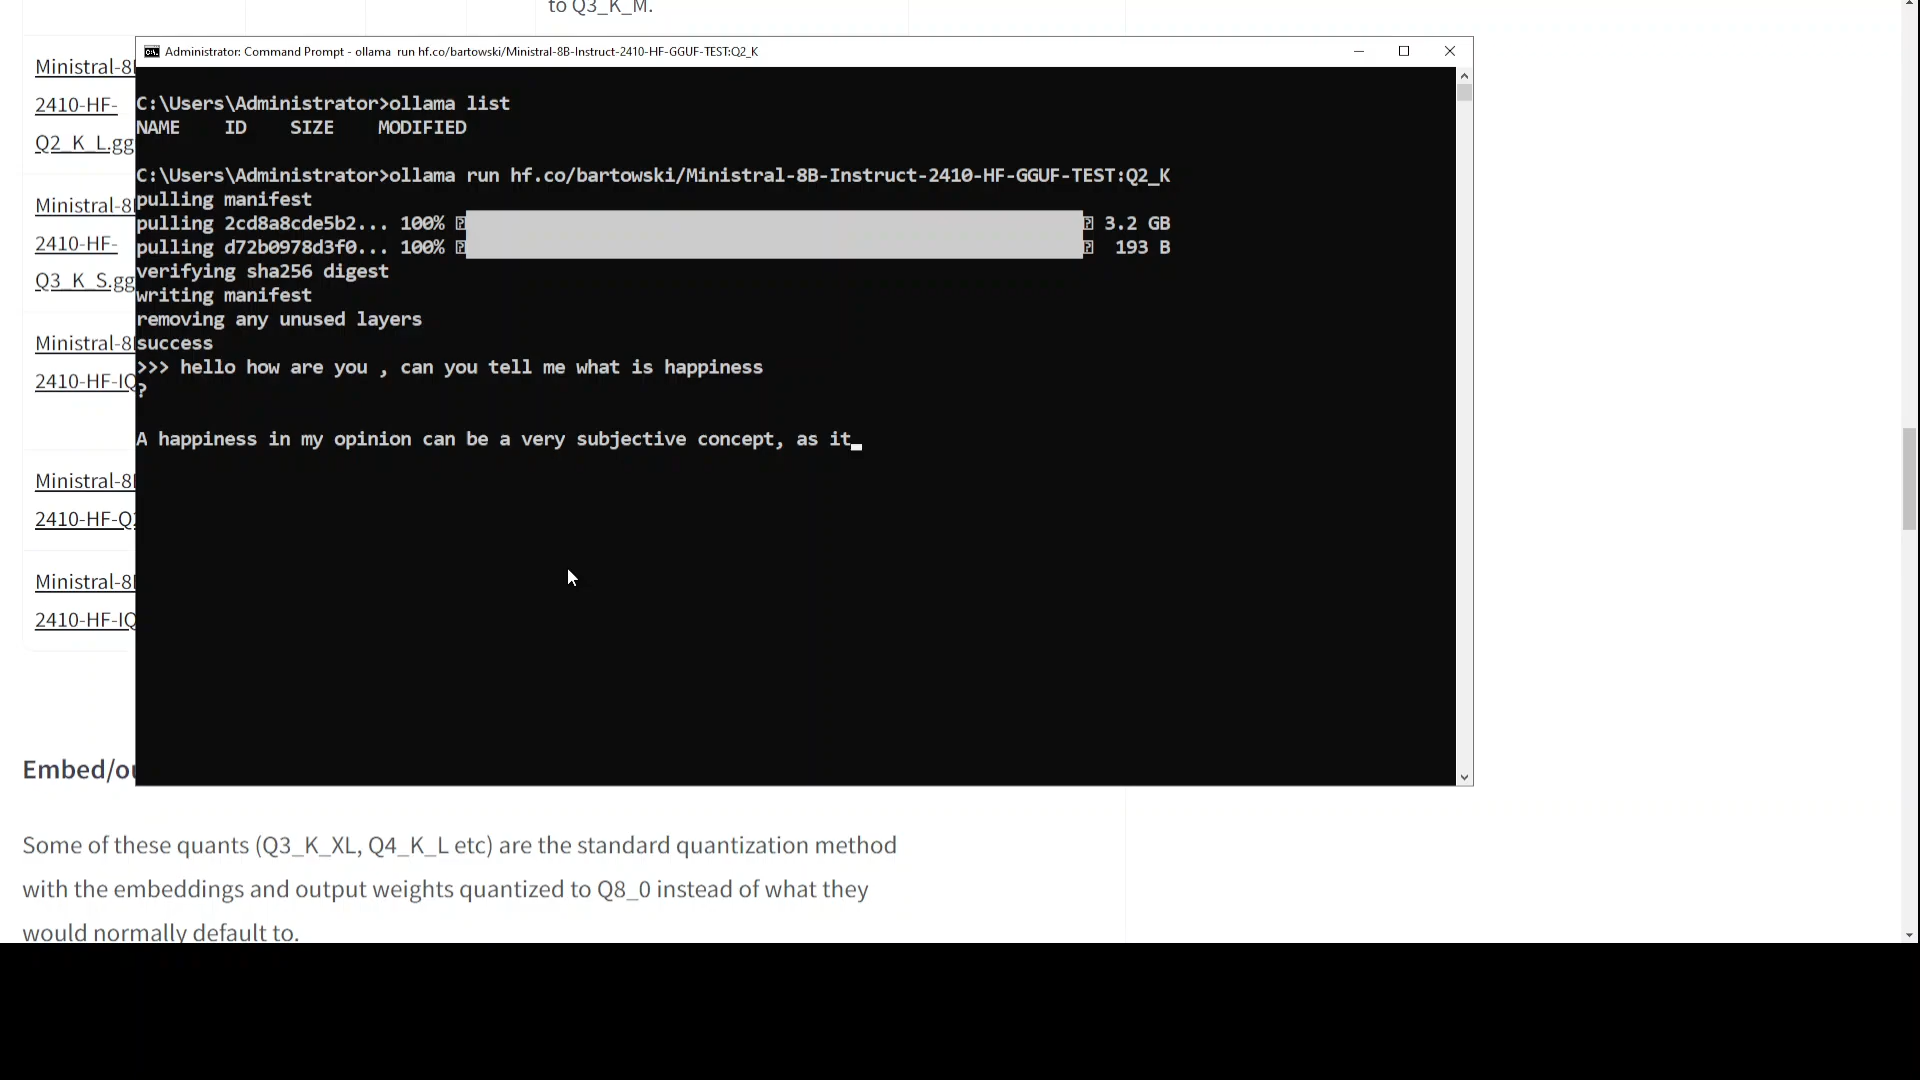 to Q3_K_M.
Administrator: Command Prompt - ollama run hf.co/bartowski/Ministral-8B-Instruct-2410-HF-GGUF-TEST:Q2_K
Ministral-8
2410-HF-
Q2_K_L.gg
Ministral-8
2410-HF-
Q3_K_S.gg
Ministral-8
2410-HF-IQ
Ministral-8
2410-HF-Q
Ministral-8
2410-HF-IQ
C:\Users\Administrator>ollama list
NAME ID SIZE MODIFIED
C:\Users\Administrator>ollama run hf.co/bartowski/Ministral-8B-Instruct-2410-HF-GGUF-TEST:Q2_K
pulling manifest
pulling 2cd8a8cde5b2... 100% 3.2 GB
pulling d72b0978d3f0... 100% 193 B
verifying sha256 digest
writing manifest
removing any unused layers
success
>>> hello how are you , can you tell me what is happiness
?
A happiness in my opinion can be a very subjective concept, as it
Embed/ou
Some of these quants (Q3_K_XL, Q4_K_L etc) are the standard quantization method
with the embeddings and output weights quantized to Q8_0 instead of what they
would normally default to.